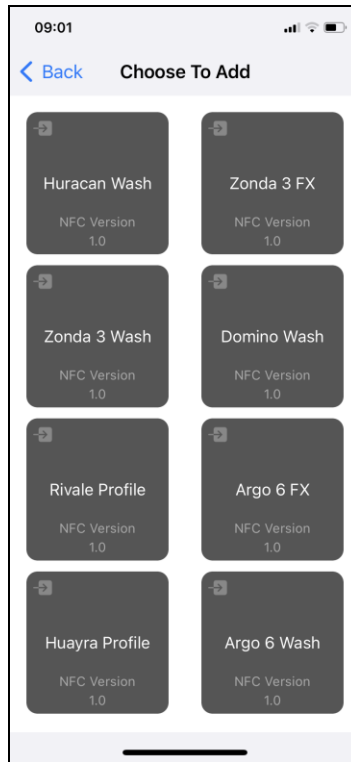 09:01
Back Choose To Add
Huracan Wash
NFC Version
1.0
Zonda 3 FX
NFC Version
1.0
Zonda 3 Wash
NFC Version
1.0
Domino Wash
NFC Version
1.0
Rivale Profile
NFC Version
1.0
Argo 6 FX
NFC Version
1.0
Huayra Profile
NFC Version
1.0
Argo 6 Wash
NFC Version
1.0